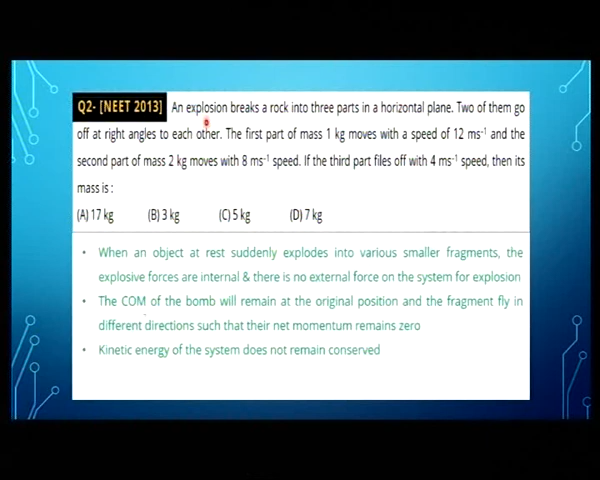 Q2- [NEET 2013] An explosion breaks a rock into three parts in a horizontal plane. Two of them go
off at right angles to each other. The first part of mass 1 kg moves with a speed of 12 ms⁻¹ and the
second part of mass 2 kg moves with 8 ms⁻¹ speed. If the third part files off with 4 ms⁻¹ speed, then its
mass is :
(A) 17 kg (B) 3 kg (C) 5 kg (D) 7 kg
• When an object at rest suddenly explodes into various smaller fragments, the
explosive forces are internal & there is no external force on the system for explosion
• The COM of the bomb will remain at the original position and the fragment fly in
different directions such that their net momentum remains zero
• Kinetic energy of the system does not remain conserved